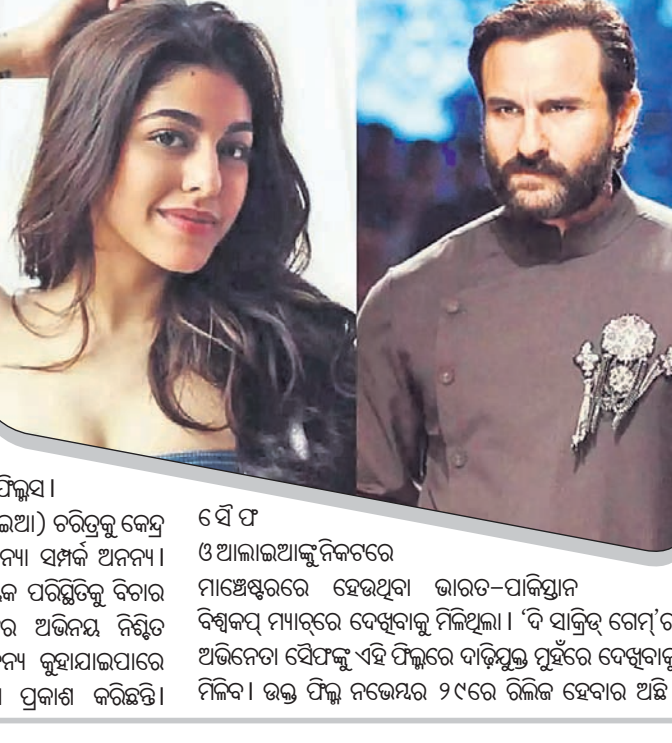 ଫିଲ୍ମସ।
ଇଆ) ଚରିତ୍ରକୁ କେନ୍ଦ୍ର
ନ୍ୟା ସମ୍ପର୍କ ଅନନ୍ୟ।
କ ପରିସ୍ଥିତିକୁ ବିଚାର
ର ଅଭିନୟ ନିଶ୍ଚିତ
ନ୍ୟ କୁହାଯାଇପାରେ
ପ୍ରକାଶ କରିଛନ୍ତି।
ସୈଫ
ଓ ଆଲାଇଆଙ୍କୁ ନିକଟରେ
ମାଞ୍ଚେଷ୍ଟରରେ ହେଉଥିବା ଭାରତ-ପାକିସ୍ତାନ
ବିଶ୍ୱକପ୍ ମ୍ୟାଚ୍‌ରେ ଦେଖିବାକୁ ମିଳିଥିଲା। ‘ଦି ସାକ୍ରିଡ୍ ଗେମ୍’ର
ଅଭିନେତା ସୈଫଙ୍କୁ ଏହି ଫିଲ୍ମରେ ଦାଢ଼ିଯୁକ୍ତ ମୁହଁରେ ଦେଖିବାକୁ
ମିଳିବ। ଉକ୍ତ ଫିଲ୍ମ ନଭେମ୍ବର ୨୯ରେ ରିଲିଜ ହେବାର ଅଛି